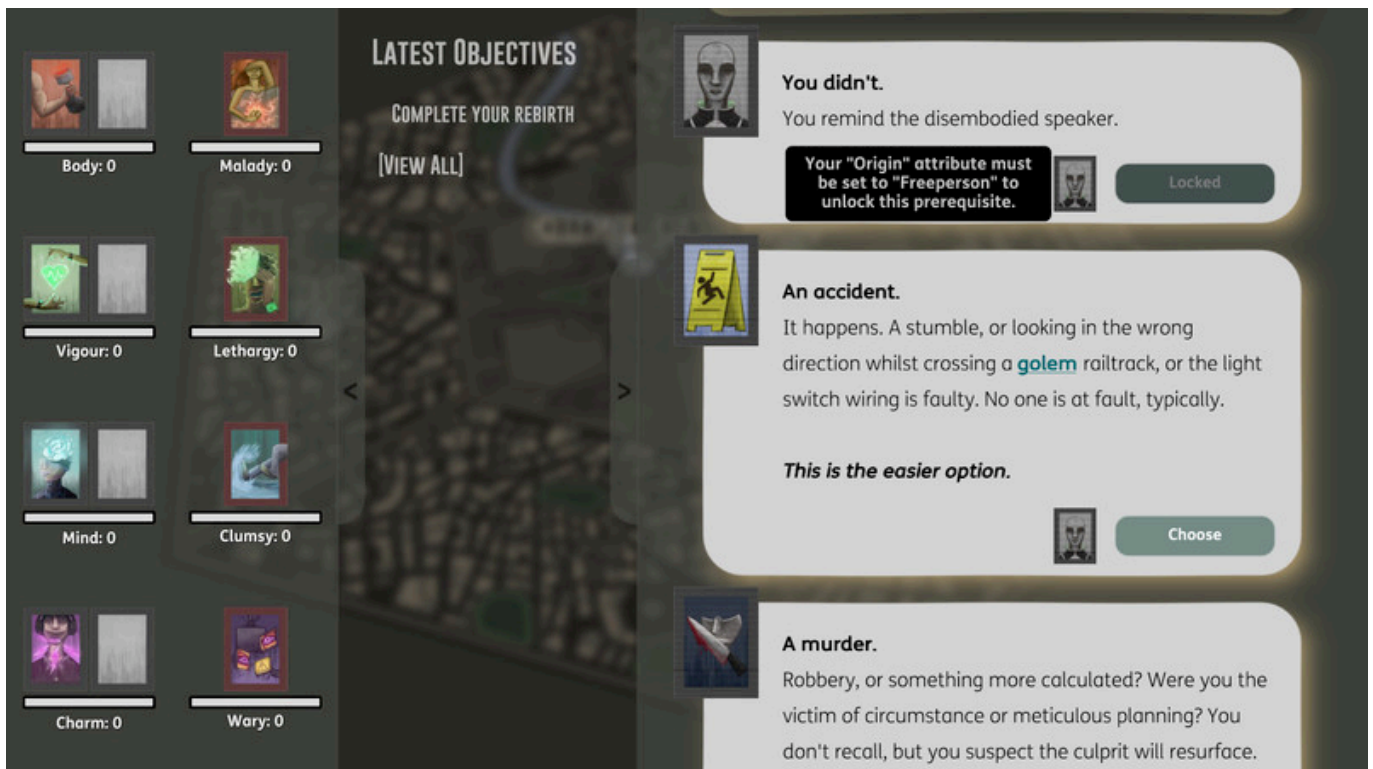 Body: 0
Malady: 0
Vigour: 0
Lethargy: 0
Mind: 0
Clumsy: 0
Charm: 0
Wary: 0
LATEST OBJECTIVES
COMPLETE YOUR REBIRTH
[VIEW ALL]
<
>
You didn't.
You remind the disembodied speaker.
Your "Origin" attribute must
be set to "Freeperson" to
unlock this prerequisite.
Locked
An accident.
It happens. A stumble, or looking in the wrong
direction whilst crossing a golem railtrack, or the light
switch wiring is faulty. No one is at fault, typically.
This is the easier option.
Choose
A murder.
Robbery, or something more calculated? Were you the
victim of circumstance or meticulous planning? You
don't recall, but you suspect the culprit will resurface.